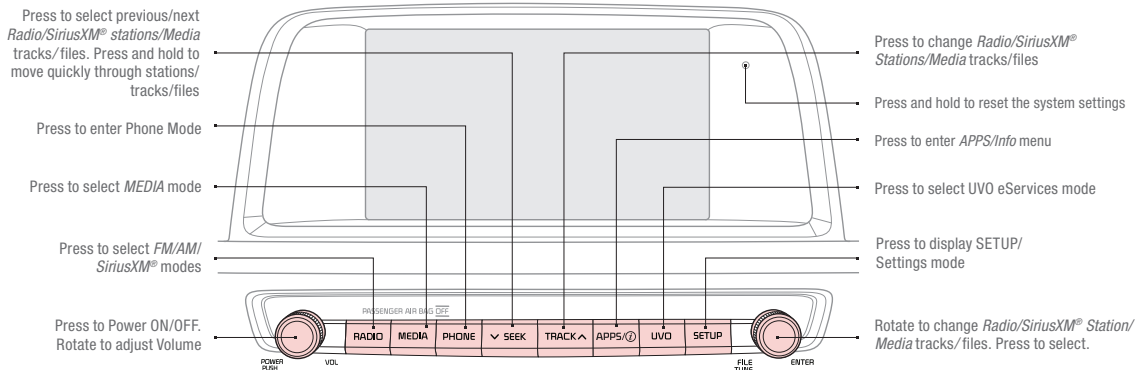 Press to select previous/next
Radio/SiriusXM® stations/Media
tracks/files. Press and hold to
move quickly through stations/
tracks/files
Press to enter Phone Mode
Press to select MEDIA mode
Press to select FM/AM/
SiriusXM® modes
Press to Power ON/OFF.
Rotate to adjust Volume
Press to change Radio/SiriusXM®
Stations/Media tracks/files
Press and hold to reset the system settings
Press to enter APPS/Info menu
Press to select UVO eServices mode
Press to display SETUP/
Settings mode
Rotate to change Radio/SiriusXM® Station/
Media tracks/files. Press to select.
PASSENGER AIR BAG OFF
RADIO MEDIA PHONE SEEK TRACK APPS/i UVO SETUP
POWER
PUSH
VOL
FILE
TUNE
ENTER